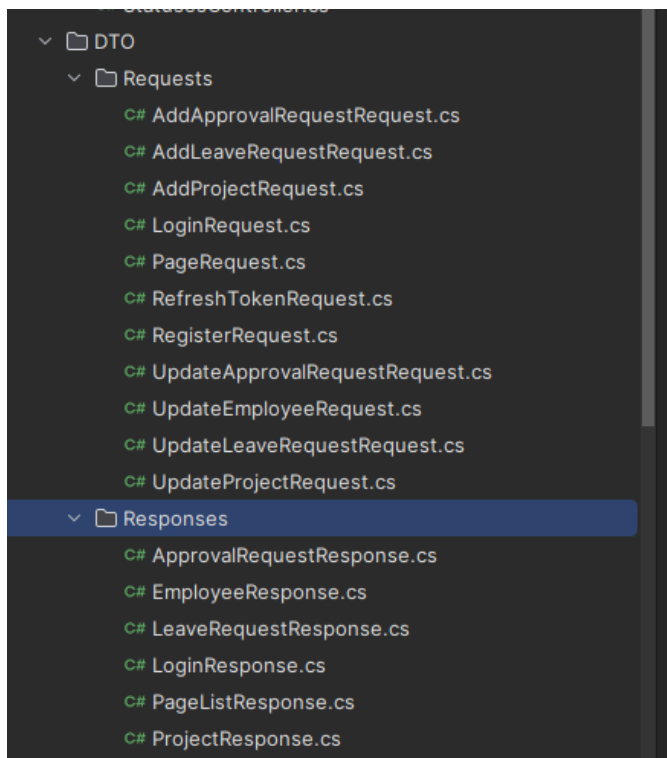 DTO
Requests
C# AddApprovalRequestRequest.cs
C# AddLeaveRequestRequest.cs
C# AddProjectRequest.cs
C# LoginRequest.cs
C# PageRequest.cs
C# RefreshTokenRequest.cs
C# RegisterRequest.cs
C# UpdateApprovalRequestRequest.cs
C# UpdateEmployeeRequest.cs
C# UpdateLeaveRequestRequest.cs
C# UpdateProjectRequest.cs
Responses
C# ApprovalRequestResponse.cs
C# EmployeeResponse.cs
C# LeaveRequestResponse.cs
C# LoginResponse.cs
C# PageListResponse.cs
C# ProjectResponse.cs